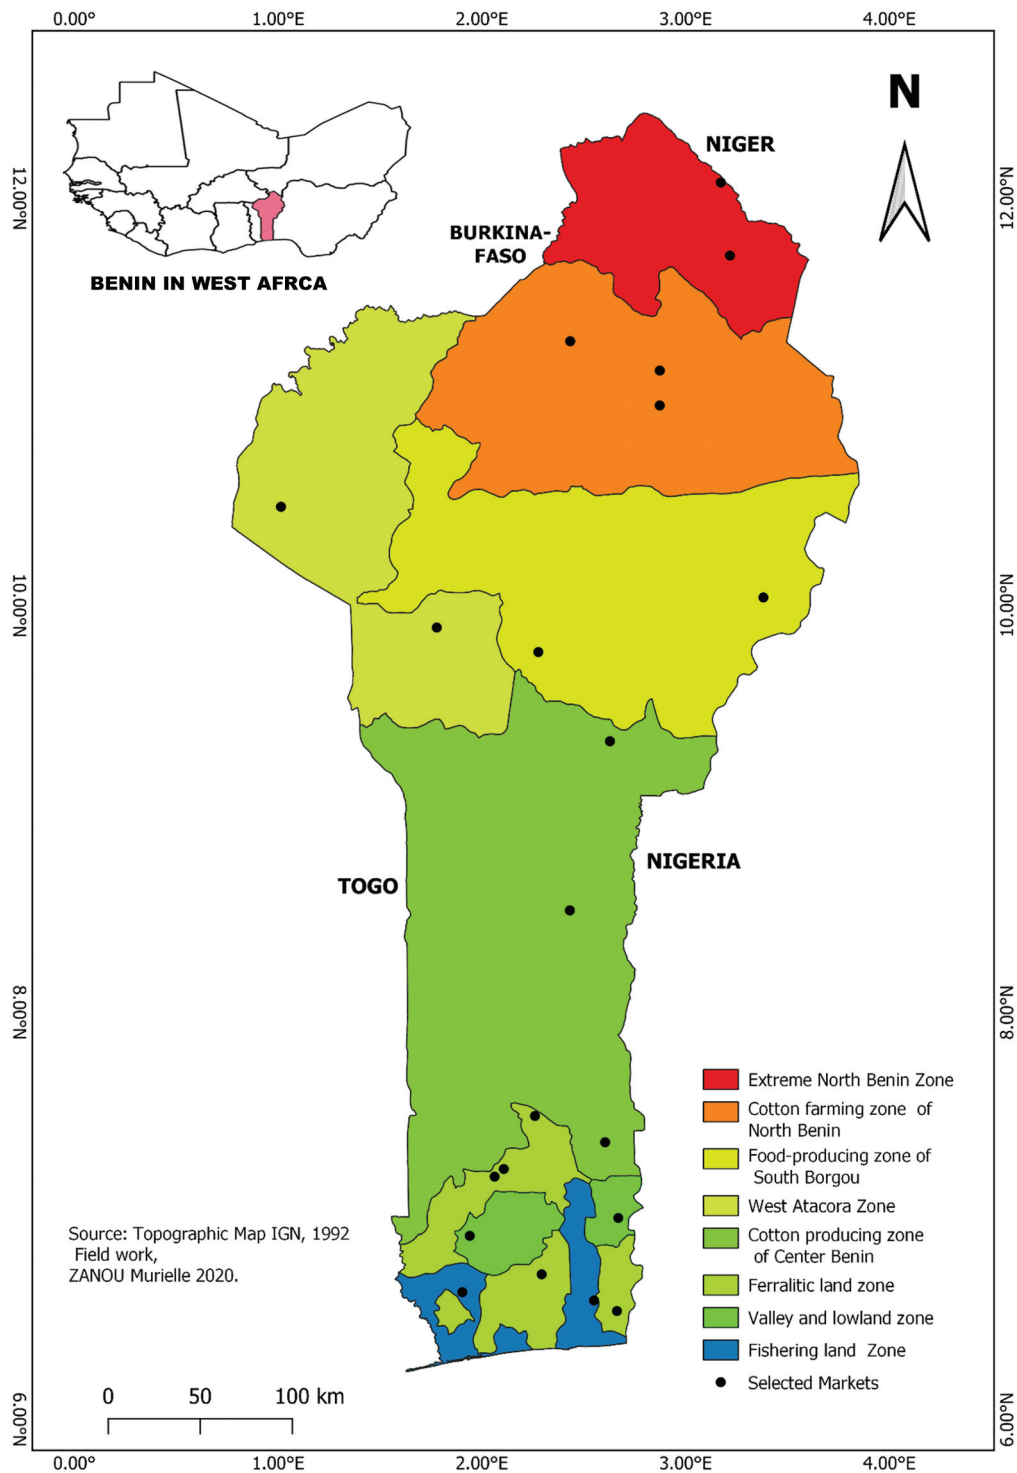 0.00° 1.00°E 2.00°E 3.00°E 4.00°E
N
NIGER
12.00°N 12.00°N
BURKINA-
FASO
BENIN IN WEST AFRCA
10.00°N 10.00°N
NIGERIA
TOGO
8.00°N 8.00°N
Extreme North Benin Zone
Cotton farming zone of
North Benin
Food-producing zone of
South Borgou
West Atacora Zone
Cotton producing zone
of Center Benin
Ferralitic land zone
Valley and lowland zone
Fishering land Zone
Selected Markets
Source: Topographic Map IGN, 1992
Field work,
ZANOU Murielle 2020.
0 50 100 km
6.00°N 6.00°N
0.00° 1.00°E 2.00°E 3.00°E 4.00°E